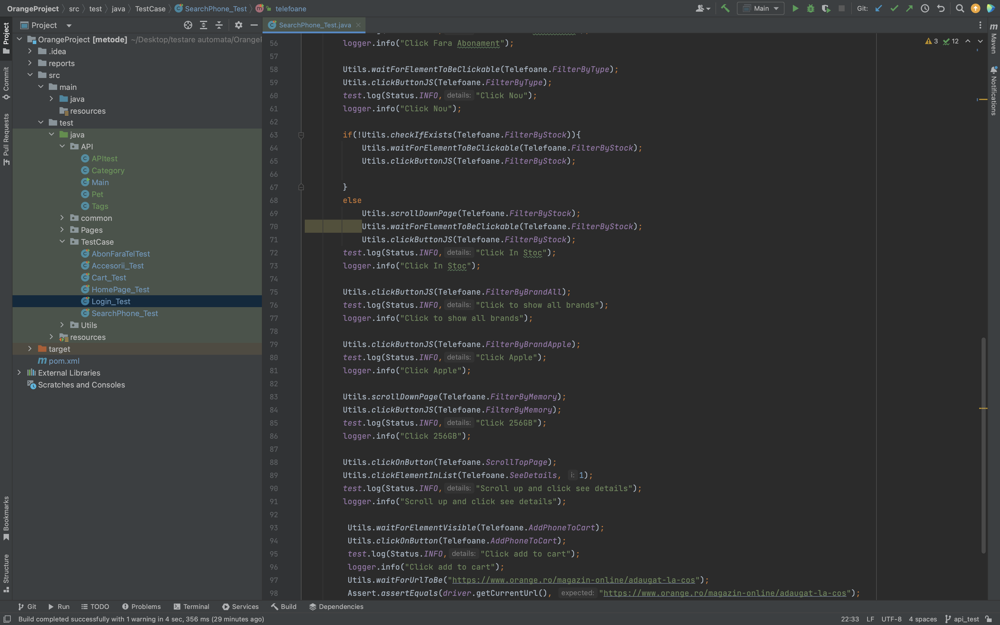 OrangeProject src test java TestCase SearchPhone_Test m telefoane Main Git:
Project
SearchPhone_Test.java
OrangeProject [metode] ~/Desktop/testare automata/OrangeP
.idea
reports
src
main
java
resources
test
java
API
APItest
Category
Main
Pet
Tags
common
Pages
TestCase
AbonFaraTelTest
Accesorii_Test
Cart_Test
HomePage_Test
Login_Test
SearchPhone_Test
Utils
resources
target
pom.xml
External Libraries
Scratches and Consoles
Project
Commit
Pull Requests
Bookmarks
Structure
3 12
56 logger.info("Click Fara Abonament");
57
58 Utils.waitForElementToBeClickable(Telefoane.FilterByType);
59 Utils.clickButtonJS(Telefoane.FilterByType);
60 test.log(Status.INFO, details: "Click Nou");
61 logger.info("Click Nou");
62
63 if(!Utils.checkIfExists(Telefoane.FilterByStock)){
64 Utils.waitForElementToBeClickable(Telefoane.FilterByStock);
65 Utils.clickButtonJS(Telefoane.FilterByStock);
66
67 }
68 else
69 Utils.scrollDownPage(Telefoane.FilterByStock);
70 Utils.waitForElementToBeClickable(Telefoane.FilterByStock);
71 Utils.clickButtonJS(Telefoane.FilterByStock);
72 test.log(Status.INFO, details: "Click In Stoc");
73 logger.info("Click In Stoc");
74
75 Utils.clickButtonJS(Telefoane.FilterByBrandAll);
76 test.log(Status.INFO, details: "Click to show all brands");
77 logger.info("Click to show all brands");
78
79 Utils.clickButtonJS(Telefoane.FilterByBrandApple);
80 test.log(Status.INFO, details: "Click Apple");
81 logger.info("Click Apple");
82
83 Utils.scrollDownPage(Telefoane.FilterByMemory);
84 Utils.clickButtonJS(Telefoane.FilterByMemory);
85 test.log(Status.INFO, details: "Click 256GB");
86 logger.info("Click 256GB");
87
88 Utils.clickOnButton(Telefoane.ScrollTopPage);
89 Utils.clickElementInList(Telefoane.SeeDetails, i: 1);
90 test.log(Status.INFO, details: "Scroll up and click see details");
91 logger.info("Scroll up and click see details");
92
93 Utils.waitForElementVisible(Telefoane.AddPhoneToCart);
94 Utils.clickOnButton(Telefoane.AddPhoneToCart);
95 test.log(Status.INFO, details: "Click add to cart");
96 logger.info("Click add to cart");
97 Utils.waitForUrlToBe("https://www.orange.ro/magazin-online/adaugat-la-cos");
98 Assert.assertEquals(driver.getCurrentUrl(), expected: "https://www.orange.ro/magazin-online/adaugat-la-cos");
m Maven
Notifications
Git Run TODO Problems Terminal Services Build Dependencies
Build completed successfully with 1 warning in 4 sec, 356 ms (29 minutes ago) 22:33 LF UTF-8 4 spaces api_test